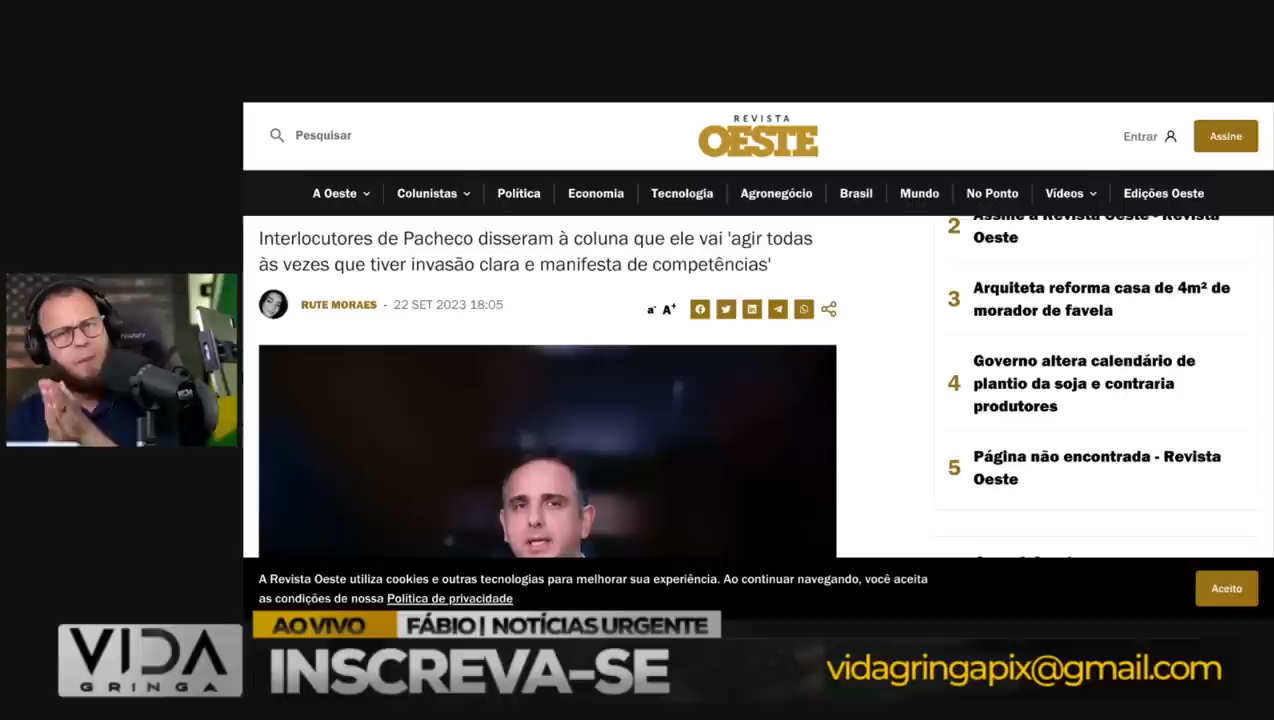 Pesquisar
REVISTA
OESTE
Entrar
Assine
A Oeste
Colunistas
Política
Economia
Tecnologia
Agronegócio
Brasil
Mundo
No Ponto
Vídeos
Edições Oeste
Interlocutores de Pacheco disseram à coluna que ele vai 'agir todas
às vezes que tiver invasão clara e manifesta de competências'
RUTE MORAES - 22 SET 2023 18:05
a- A+
2 Assine a Revista Oeste - Revista
Oeste
3 Arquiteta reforma casa de 4m² de
morador de favela
4 Governo altera calendário de
plantio da soja e contraria
produtores
5 Página não encontrada - Revista
Oeste
A Revista Oeste utiliza cookies e outras tecnologias para melhorar sua experiência. Ao continuar navegando, você aceita
as condições de nossa Política de privacidade
Aceito
AO VIVO FÁBIO | NOTÍCIAS URGENTE
VIDA
GRINGA
INSCREVA-SE
vidagringapix@gmail.com